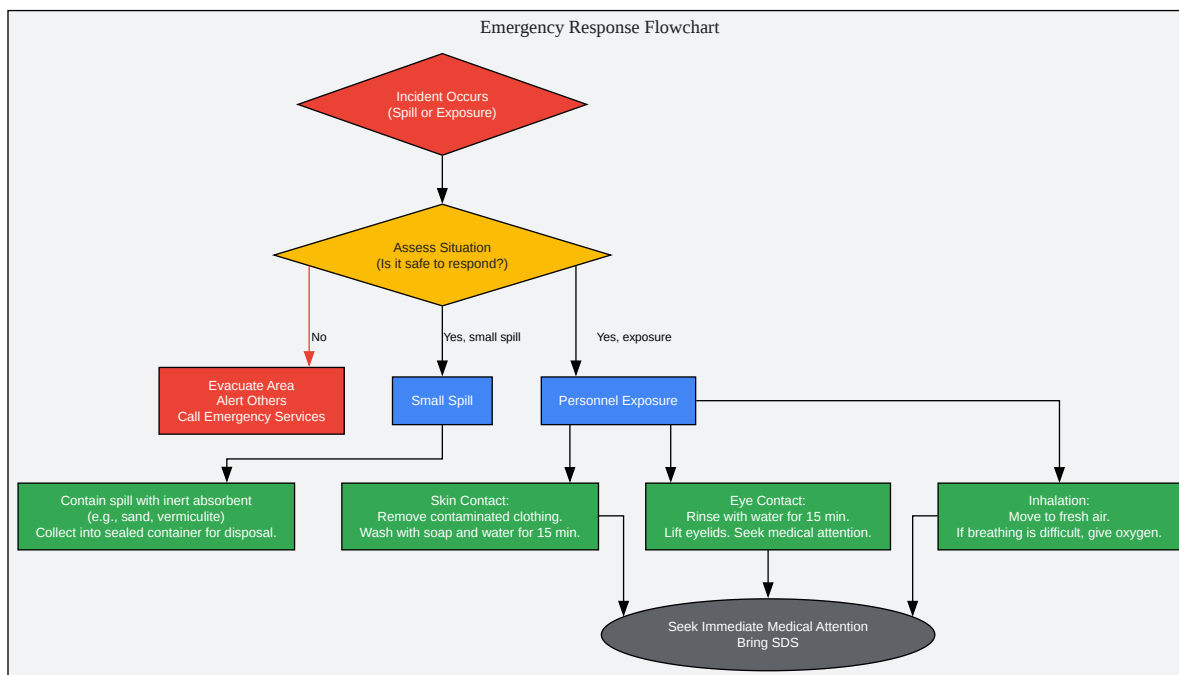 Emergency Response Flowchart
Incident Occurs
(Spill or Exposure)
Assess Situation
(Is it safe to respond?)
No
Yes, small spill
Yes, exposure
Evacuate Area
Alert Others
Call Emergency Services
Small Spill
Personnel Exposure
Contain spill with inert absorbent
(e.g., sand, vermiculite)
Collect into sealed container for disposal.
Skin Contact:
Remove contaminated clothing.
Wash with soap and water for 15 min.
Eye Contact:
Rinse with water for 15 min.
Lift eyelids. Seek medical attention.
Inhalation:
Move to fresh air.
If breathing is difficult, give oxygen.
Seek Immediate Medical Attention
Bring SDS